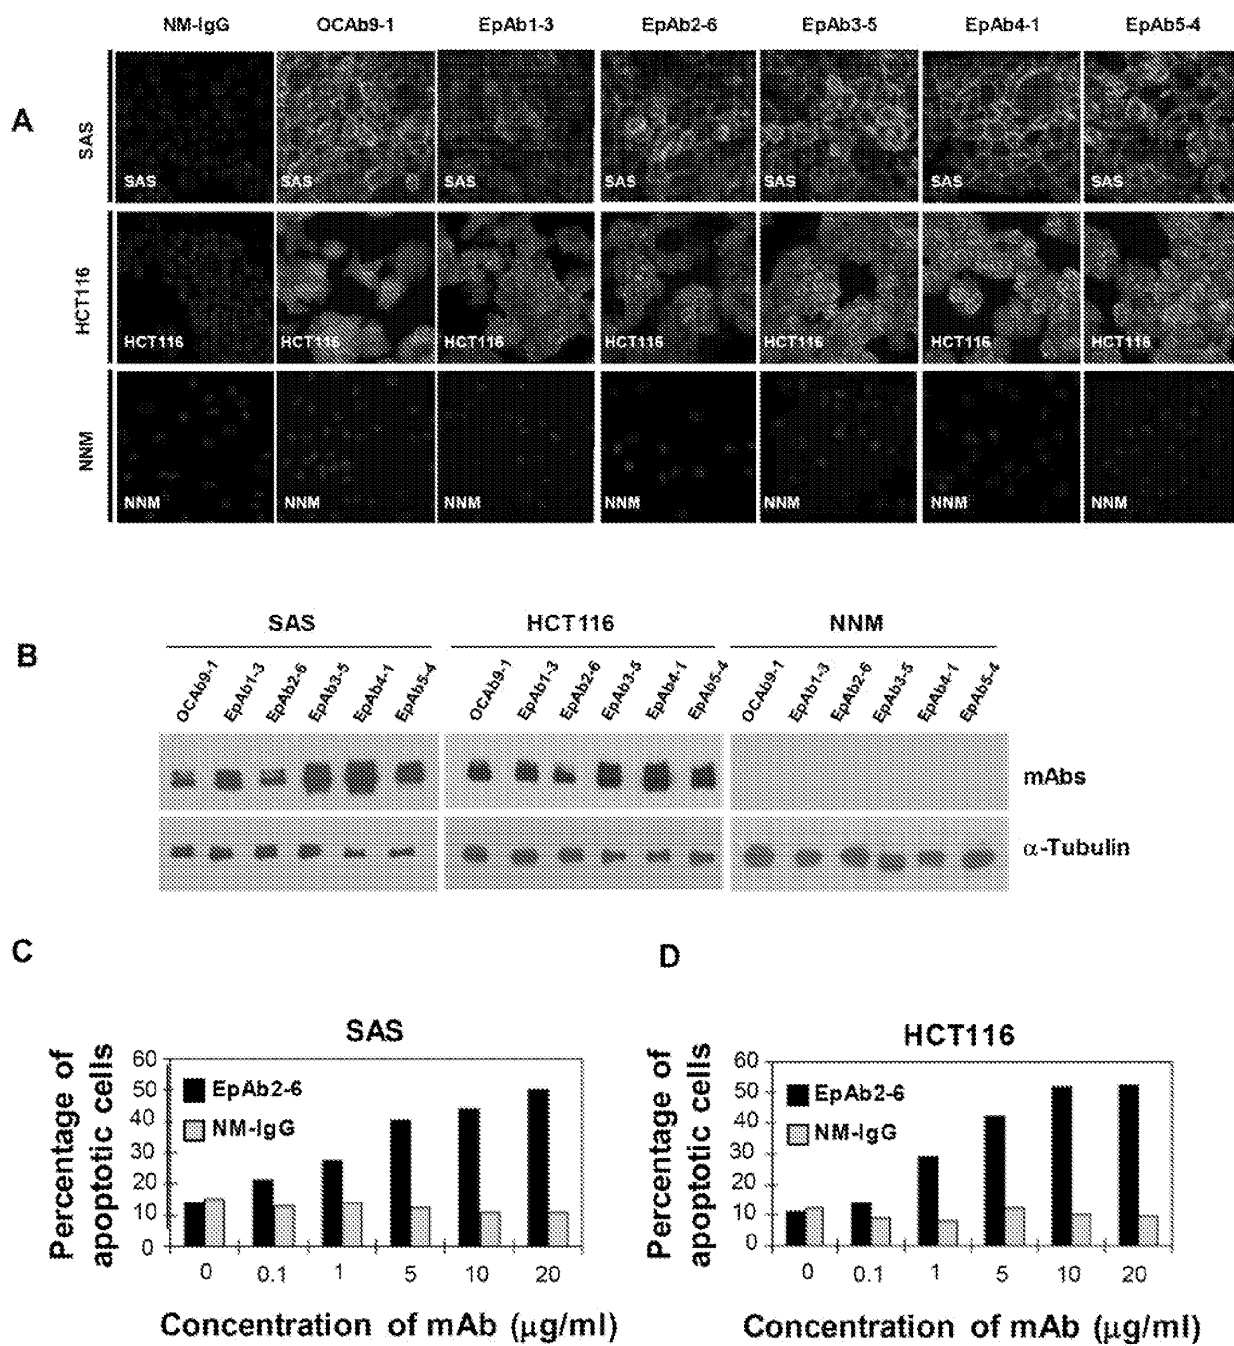 NM-IgG OCAb9-1 EpAb1-3 EpAb2-6 EpAb3-5 EpAb4-1 EpAb5-4
A
SAS
SAS SAS SAS SAS SAS SAS SAS
HCT116
HCT116 HCT116 HCT116 HCT116 HCT116 HCT116 HCT116
NNM
NNM NNM NNM NNM NNM NNM NNM
B
SAS HCT116 NNM
OCAb9-1 EpAb1-3 EpAb2-6 EpAb3-5 EpAb4-1 EpAb5-4 OCAb9-1 EpAb1-3 EpAb2-6 EpAb3-5 EpAb4-1 EpAb5-4 OCAb9-1 EpAb1-3 EpAb2-6 EpAb3-5 EpAb4-1 EpAb5-4
mAbs
α-Tubulin
C
SAS
Percentage of
apoptotic cells
60
50
40
30
20
10
0
EpAb2-6
NM-IgG
0 0.1 1 5 10 20
Concentration of mAb (μg/ml)
D
HCT116
Percentage of
apoptotic cells
60
50
40
30
20
10
0
EpAb2-6
NM-IgG
0 0.1 1 5 10 20
Concentration of mAb (μg/ml)